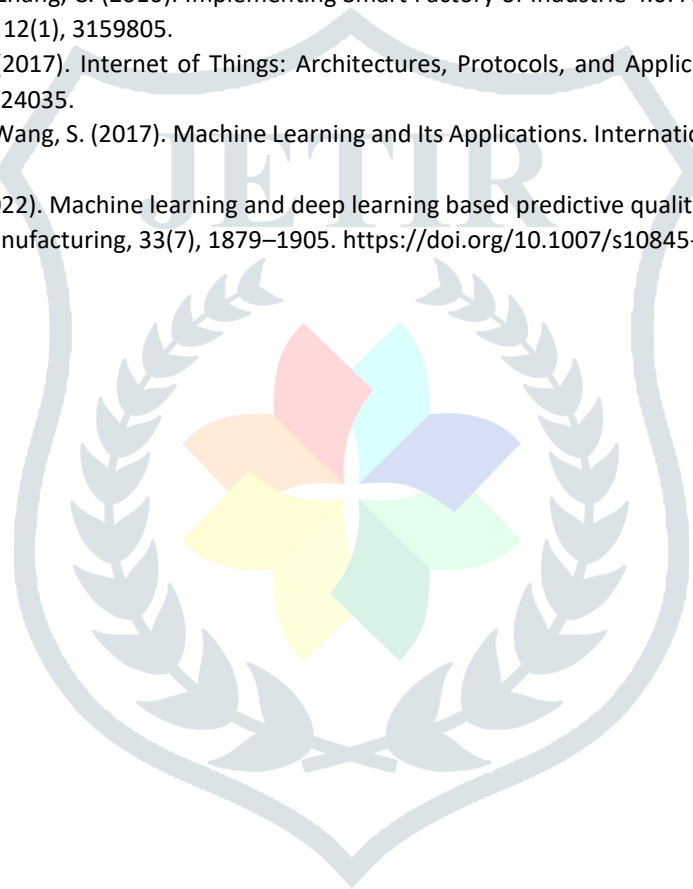 12(1), 3159805.
(2017). Internet of Things: Architectures, Protocols, and Applic
24035.
Wang, S. (2017). Machine Learning and Its Applications. Internatio
022). Machine learning and deep learning based predictive qualit
nufacturing, 33(7), 1879–1905. https://doi.org/10.1007/s10845-
JETIR